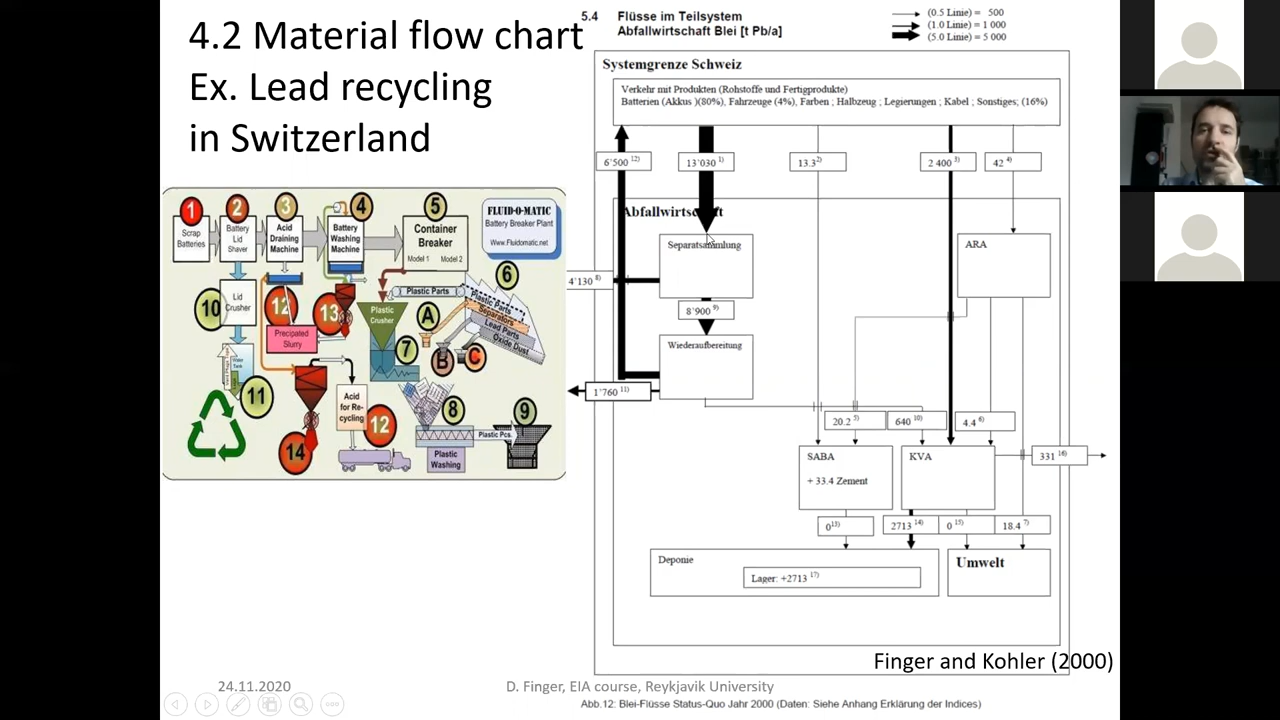 4.2 Material flow chart
Ex. Lead recycling
in Switzerland
5.4 Flüsse im Teilsystem
Abfallwirtschaft Blei [t Pb/a]
(0.5 Linie) = 500
(1.0 Linie) = 1 000
(5.0 Linie) = 5 000
Systemgrenze Schweiz
Verkehr mit Produkten (Rohstoffe und Fertigprodukte)
Batterien (Akkus )(80%), Fahrzeuge (4%), Farben ; Halbzeug ; Legierungen ; Kabel ; Sonstiges; (16%)
6'500 12)
13'030 1)
13.3 2)
2 400 3)
42 4)
Abfallwirtschaft
Separatsammlung
ARA
4'130 8)
8'900 9)
Wiederaufbereitung
1'760 11)
20.2 5)
640 10)
4.4 6)
SABA
+ 33.4 Zement
KVA
331 16)
0 13)
2713 14)
0 15)
18.4 7)
Deponie
Lager: +2713 17)
Umwelt
1
Scrap
Batteries
2
Battery
Lid
Shaver
3
Acid
Draining
Machine
4
Battery
Washing
Machine
5
Container
Breaker
Model 1 Model 2
FLUID-O-MATIC
Battery Breaker Plant
Www.Fluidomatic.net
6
Plastic Parts
Plastic Parts
Separators
Lead Parts
Oxide Dust
10
Lid
Crusher
12
13
Precipated
Slurry
Plastic
Crusher
A
B
C
7
11
14
Acid
for Re-
cycling
12
8
Plastic
Washing
Plastic Pcs.
9
Finger and Kohler (2000)
24.11.2020
D. Finger, EIA course, Reykjavik University
Abb.12: Blei-Flüsse Status-Quo Jahr 2000 (Daten: Siehe Anhang Erklärung der Indices)